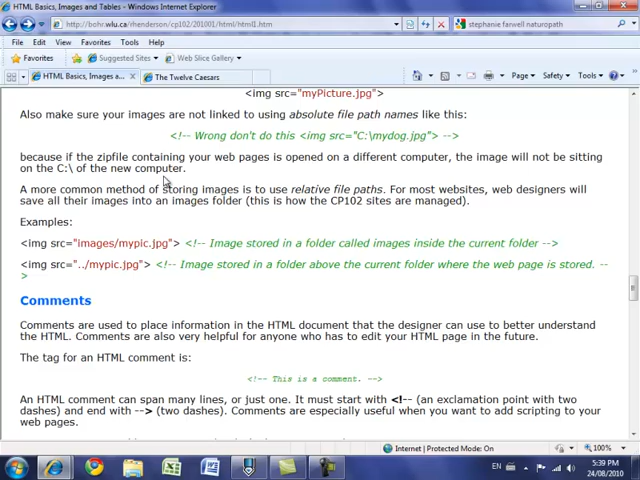 HTML Basics, Images and Tables - Windows Internet Explorer
http://bohr.wlu.ca/rhenderson/cp102/201001/html/html1.htm
stephanie farwell naturopath
File Edit View Favorites Tools Help
Favorites Suggested Sites Web Slice Gallery
HTML Basics, Images a... The Twelve Caesars Page Safety Tools
<img src="myPicture.jpg">
Also make sure your images are not linked to using absolute file path names like this:
<!-- Wrong don't do this <img src="C:\mydog.jpg"> -->
because if the zipfile containing your web pages is opened on a different computer, the image will not be sitting
on the C:\ of the new computer.
A more common method of storing images is to use relative file paths. For most websites, web designers will
save all their images into an images folder (this is how the CP102 sites are managed).
Examples:
<img src="images/mypic.jpg"> <!-- Image stored in a folder called images inside the current folder -->
<img src="../mypic.jpg"> <!-- Image stored in a folder above the current folder where the web page is stored. --
>
Comments
Comments are used to place information in the HTML document that the designer can use to better understand
the HTML. Comments are also very helpful for anyone who has to edit your HTML page in the future.
The tag for an HTML comment is:
<!-- This is a comment. -->
An HTML comment can span many lines, or just one. It must start with <!-- (an exclamation point with two
dashes) and end with --> (two dashes). Comments are especially useful when you want to add scripting to your
web pages.
Internet | Protected Mode: On 100%
EN 5:39 PM
24/08/2010